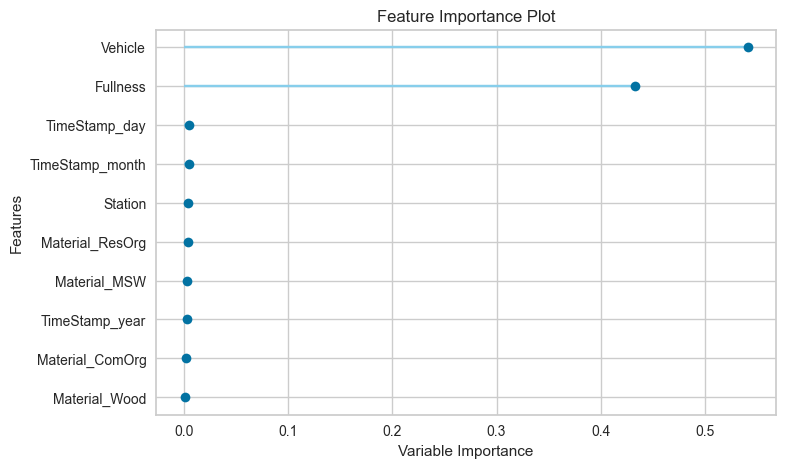 Feature Importance Plot
Vehicle
Fullness
TimeStamp_day
TimeStamp_month
Station
Material_ResOrg
Material_MSW
TimeStamp_year
Material_ComOrg
Material_Wood
Features
0.0 0.1 0.2 0.3 0.4 0.5
Variable Importance